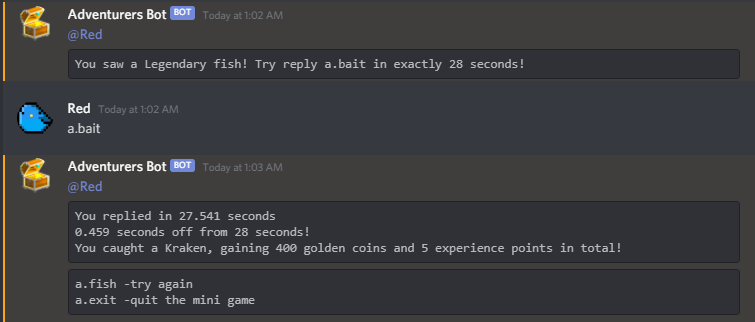 Adventurers Bot BOT Today at 1:02 AM
@Red
You saw a Legendary fish! Try reply a.bait in exactly 28 seconds!
Red Today at 1:02 AM
a.bait
Adventurers Bot BOT Today at 1:03 AM
@Red
You replied in 27.541 seconds
0.459 seconds off from 28 seconds!
You caught a Kraken, gaining 400 golden coins and 5 experience points in total!
a.fish -try again
a.exit -quit the mini game